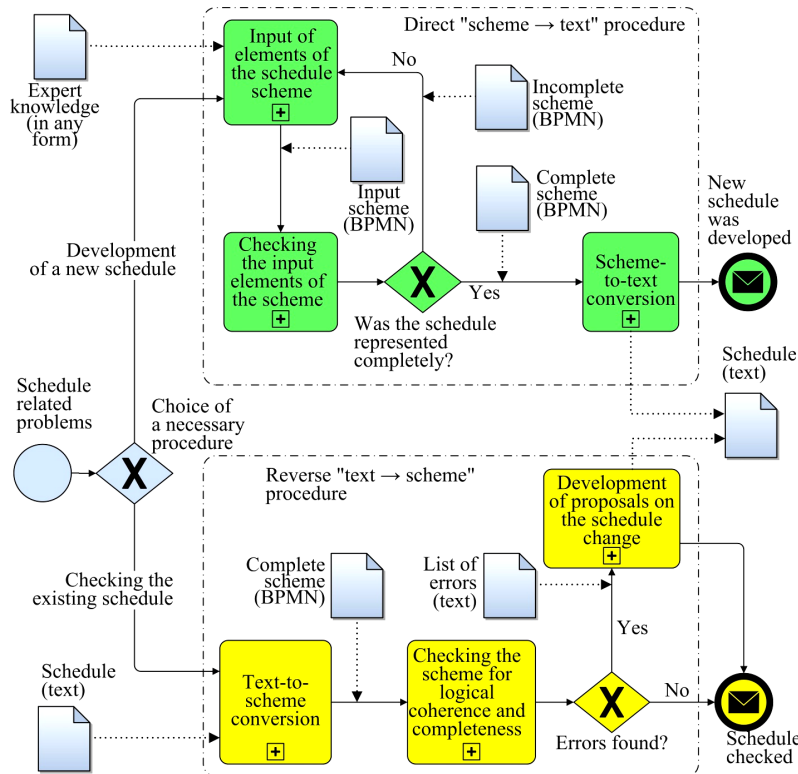 Direct "scheme → text" procedure
Input of
elements of
the schedule
scheme
No
Expert
knowledge
(in any
form)
Incomplete
scheme
(BPMN)
Input
scheme
(BPMN)
Complete
scheme
(BPMN)
New
schedule
was
developed
Development
of a new schedule
Checking
the input
elements of
the scheme
X
Yes
Scheme-
to-text
conversion
Was the schedule
represented
completely?
Schedule
(text)
Schedule
related
problems
Choice of
a necessary
procedure
X
Reverse "text → scheme"
procedure
Development
of proposals on
the schedule
change
Checking the
existing schedule
Complete
scheme
(BPMN)
List of
errors
(text)
Yes
Schedule
(text)
Text-to-
scheme
conversion
Checking the
scheme for
logical
coherence and
completeness
X
No
Errors found?
Schedule
checked